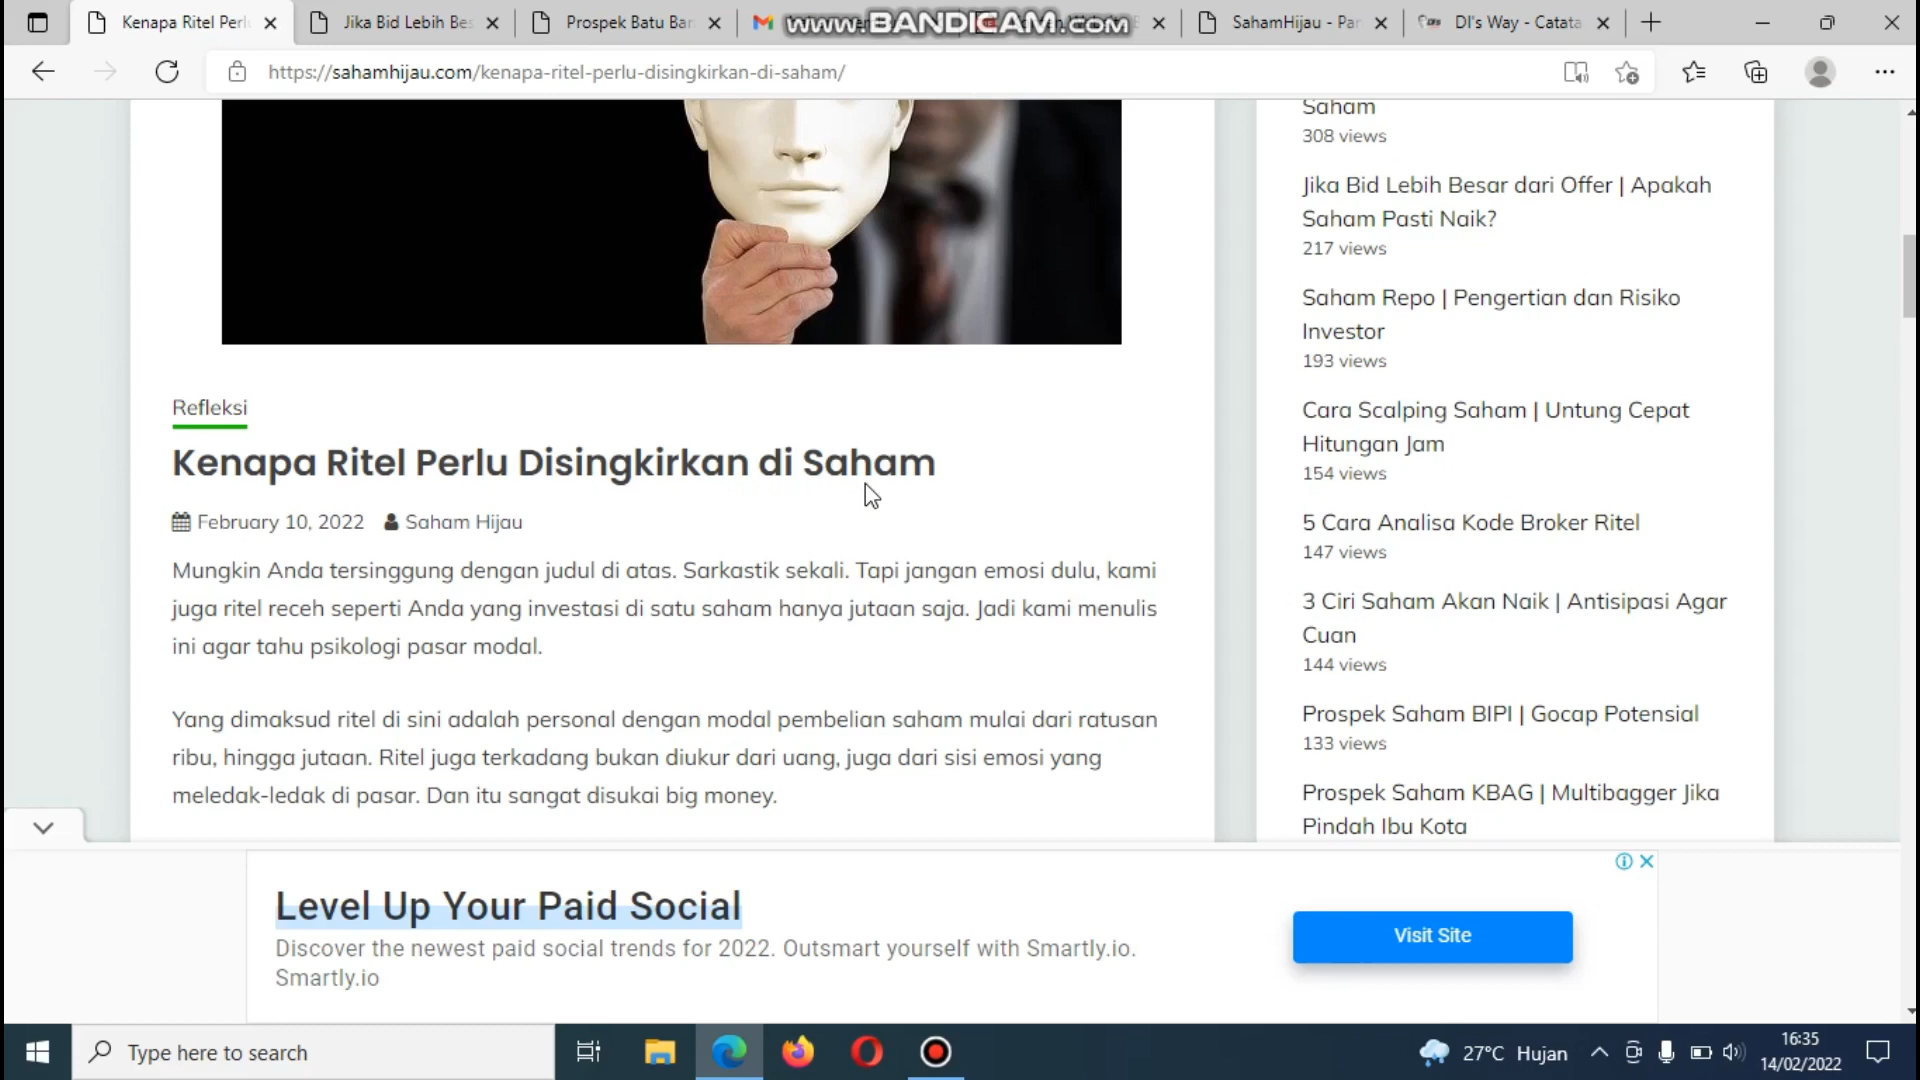 Kenapa Ritel Perl
Jika Bid Lebih Bes
Prospek Batu Bar
www.BANDICAM.com
SahamHijau - Par
DI's Way - Catata
https://sahamhijau.com/kenapa-ritel-perlu-disingkirkan-di-saham/
Refleksi
Kenapa Ritel Perlu Disingkirkan di Saham
February 10, 2022 Saham Hijau
Mungkin Anda tersinggung dengan judul di atas. Sarkastik sekali. Tapi jangan emosi dulu, kami
juga ritel receh seperti Anda yang investasi di satu saham hanya jutaan saja. Jadi kami menulis
ini agar tahu psikologi pasar modal.
Yang dimaksud ritel di sini adalah personal dengan modal pembelian saham mulai dari ratusan
ribu, hingga jutaan. Ritel juga terkadang bukan diukur dari uang, juga dari sisi emosi yang
meledak-ledak di pasar. Dan itu sangat disukai big money.
Saham
308 views
Jika Bid Lebih Besar dari Offer | Apakah
Saham Pasti Naik?
217 views
Saham Repo | Pengertian dan Risiko
Investor
193 views
Cara Scalping Saham | Untung Cepat
Hitungan Jam
154 views
5 Cara Analisa Kode Broker Ritel
147 views
3 Ciri Saham Akan Naik | Antisipasi Agar
Cuan
144 views
Prospek Saham BIPI | Gocap Potensial
133 views
Prospek Saham KBAG | Multibagger Jika
Pindah Ibu Kota
Level Up Your Paid Social
Discover the newest paid social trends for 2022. Outsmart yourself with Smartly.io.
Smartly.io
Visit Site
Type here to search
27°C Hujan
16:35
14/02/2022